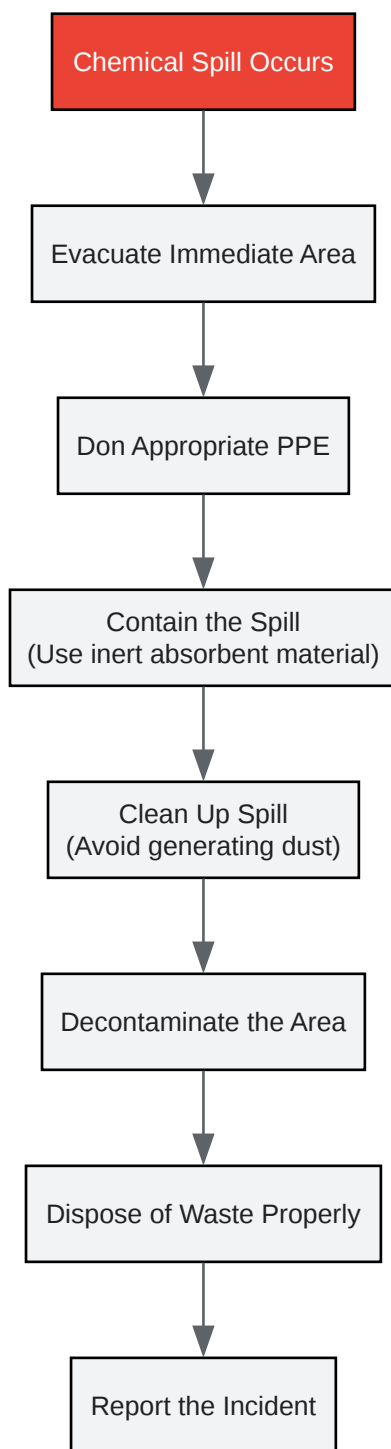 Chemical Spill Occurs
Evacuate Immediate Area
Don Appropriate PPE
Contain the Spill
(Use inert absorbent material)
Clean Up Spill
(Avoid generating dust)
Decontaminate the Area
Dispose of Waste Properly
Report the Incident